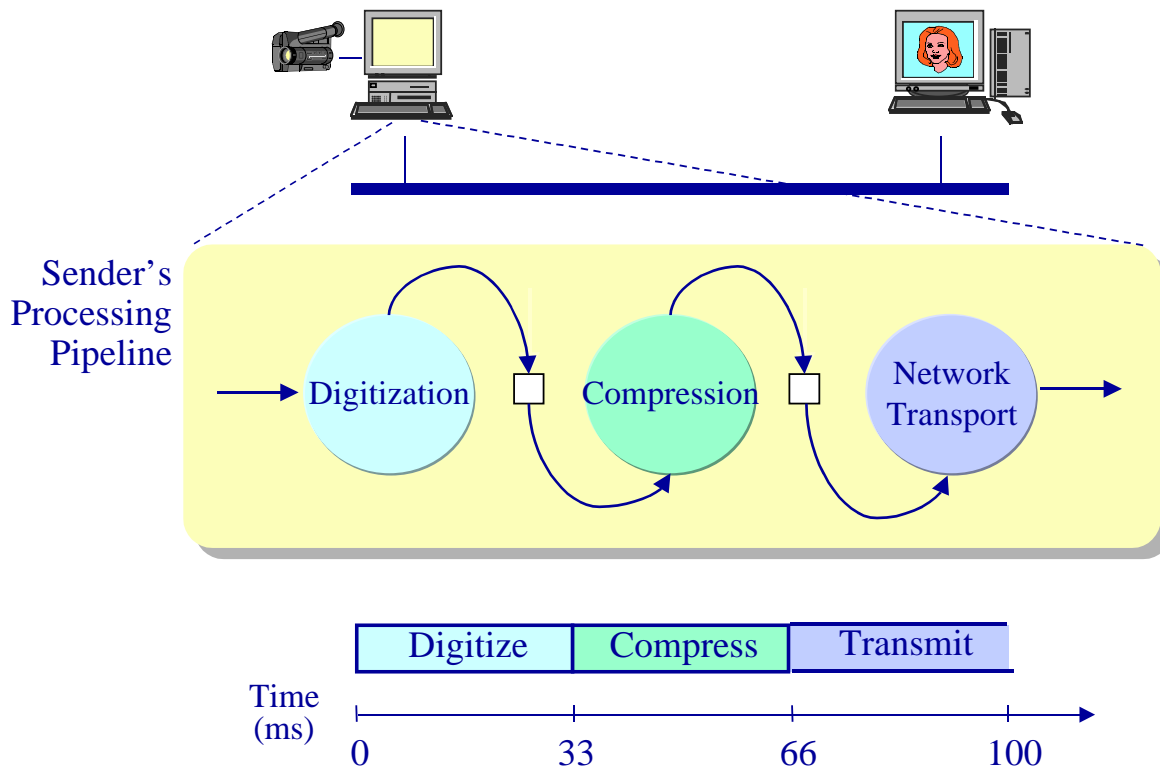 Sender’s
Processing
Pipeline
Digitization
Compression
Network
Transport
Digitize
Compress
Transmit
Time
(ms)
0
33
66
100